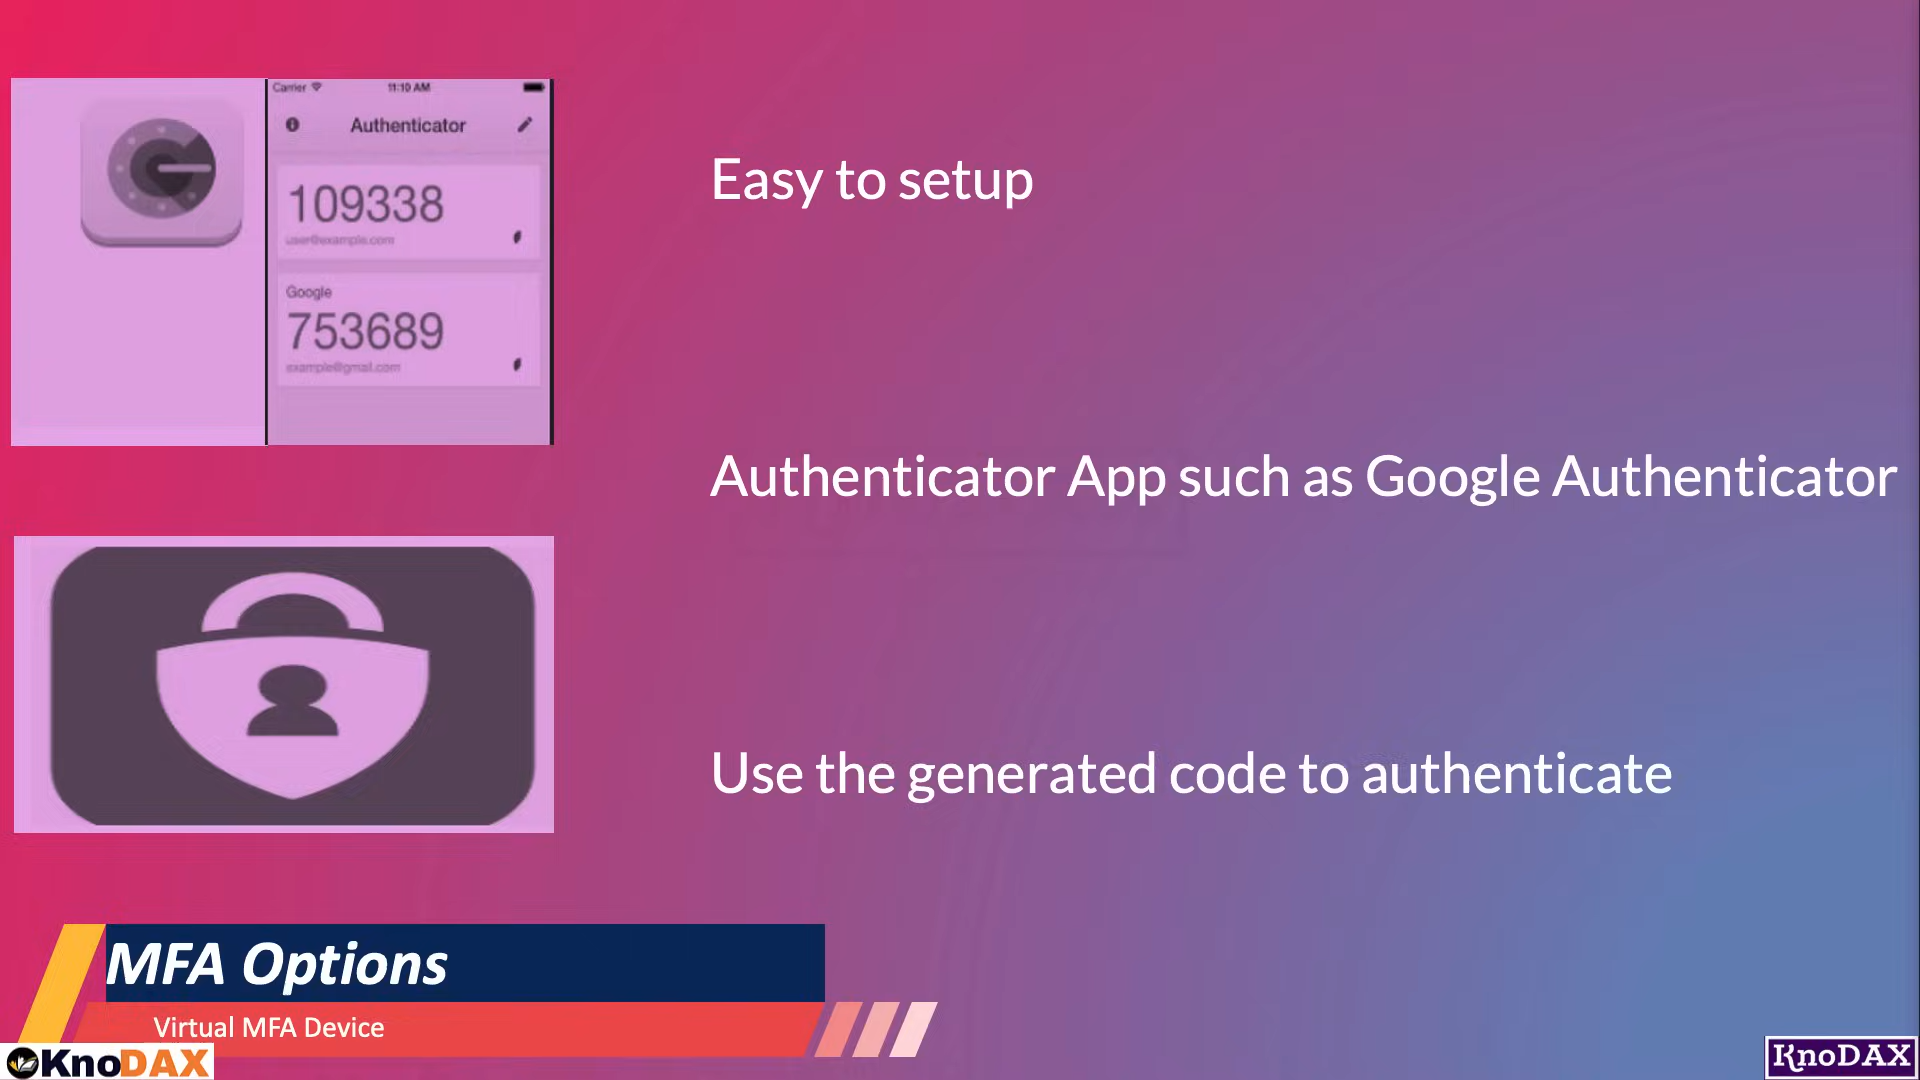 Carrier 11:10 AM
Authenticator
109338
user@example.com
Google
753689
example@gmail.com
Easy to setup
Authenticator App such as Google Authenticator
Use the generated code to authenticate
MFA Options
Virtual MFA Device
KnoDAX
KnoDAX